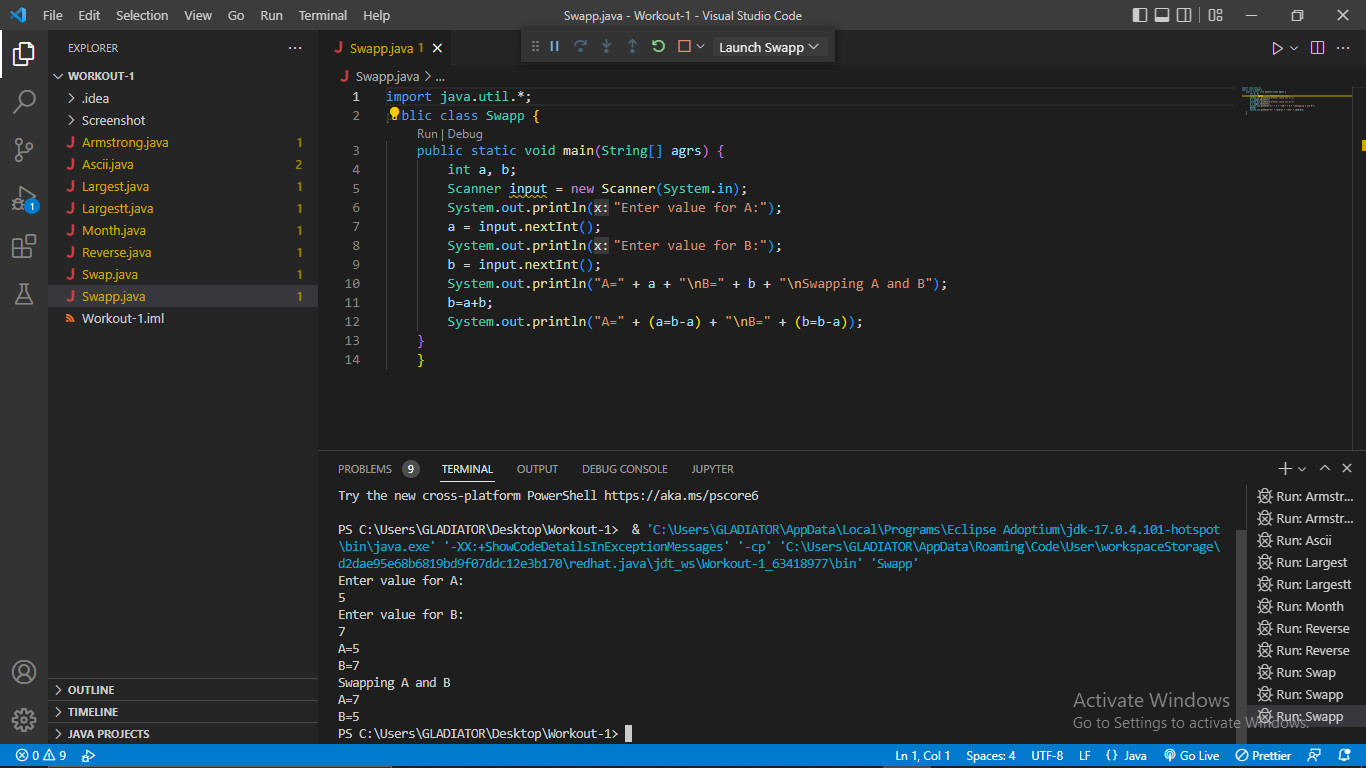 File Edit Selection View Go Run Terminal Help
Swapp.java - Workout-1 - Visual Studio Code
EXPLORER
WORKOUT-1
.idea
Screenshot
Armstrong.java 1
Ascii.java 2
Largest.java 1
Largestt.java 1
Month.java 1
Reverse.java 1
Swap.java 1
Swapp.java 1
Workout-1.iml
OUTLINE
TIMELINE
JAVA PROJECTS
1
Swapp.java 1
Launch Swapp
Swapp.java > ...
1 import java.util.*;
2 blic class Swapp {
Run | Debug
3 public static void main(String[] agrs) {
4 int a, b;
5 Scanner input = new Scanner(System.in);
6 System.out.println(x: "Enter value for A:");
7 a = input.nextInt();
8 System.out.println(x: "Enter value for B:");
9 b = input.nextInt();
10 System.out.println("A=" + a + "\nB=" + b + "\nSwapping A and B");
11 b=a+b;
12 System.out.println("A=" + (a=b-a) + "\nB=" + (b=b-a));
13 }
14 }
PROBLEMS 9 TERMINAL OUTPUT DEBUG CONSOLE JUPYTER
Try the new cross-platform PowerShell https://aka.ms/pscore6
PS C:\Users\GLADIATOR\Desktop\Workout-1> & 'C:\Users\GLADIATOR\AppData\Local\Programs\Eclipse Adoptium\jdk-17.0.4.101-hotspot
\bin\java.exe' '-XX:+ShowCodeDetailsInExceptionMessages' '-cp' 'C:\Users\GLADIATOR\AppData\Roaming\Code\User\workspaceStorage\
d2dae95e68b6819bd9f07ddc12e3b170\redhat.java\jdt_ws\Workout-1_63418977\bin' 'Swapp'
Enter value for A:
5
Enter value for B:
7
A=5
B=7
Swapping A and B
A=7
B=5
PS C:\Users\GLADIATOR\Desktop\Workout-1>
Run: Armstr...
Run: Armstr...
Run: Ascii
Run: Largest
Run: Largestt
Run: Month
Run: Reverse
Run: Reverse
Run: Swap
Run: Swapp
Run: Swapp
Activate Windows
Go to Settings to activate Windows.
0 9
Ln 1, Col 1 Spaces: 4 UTF-8 LF {} Java Go Live Prettier